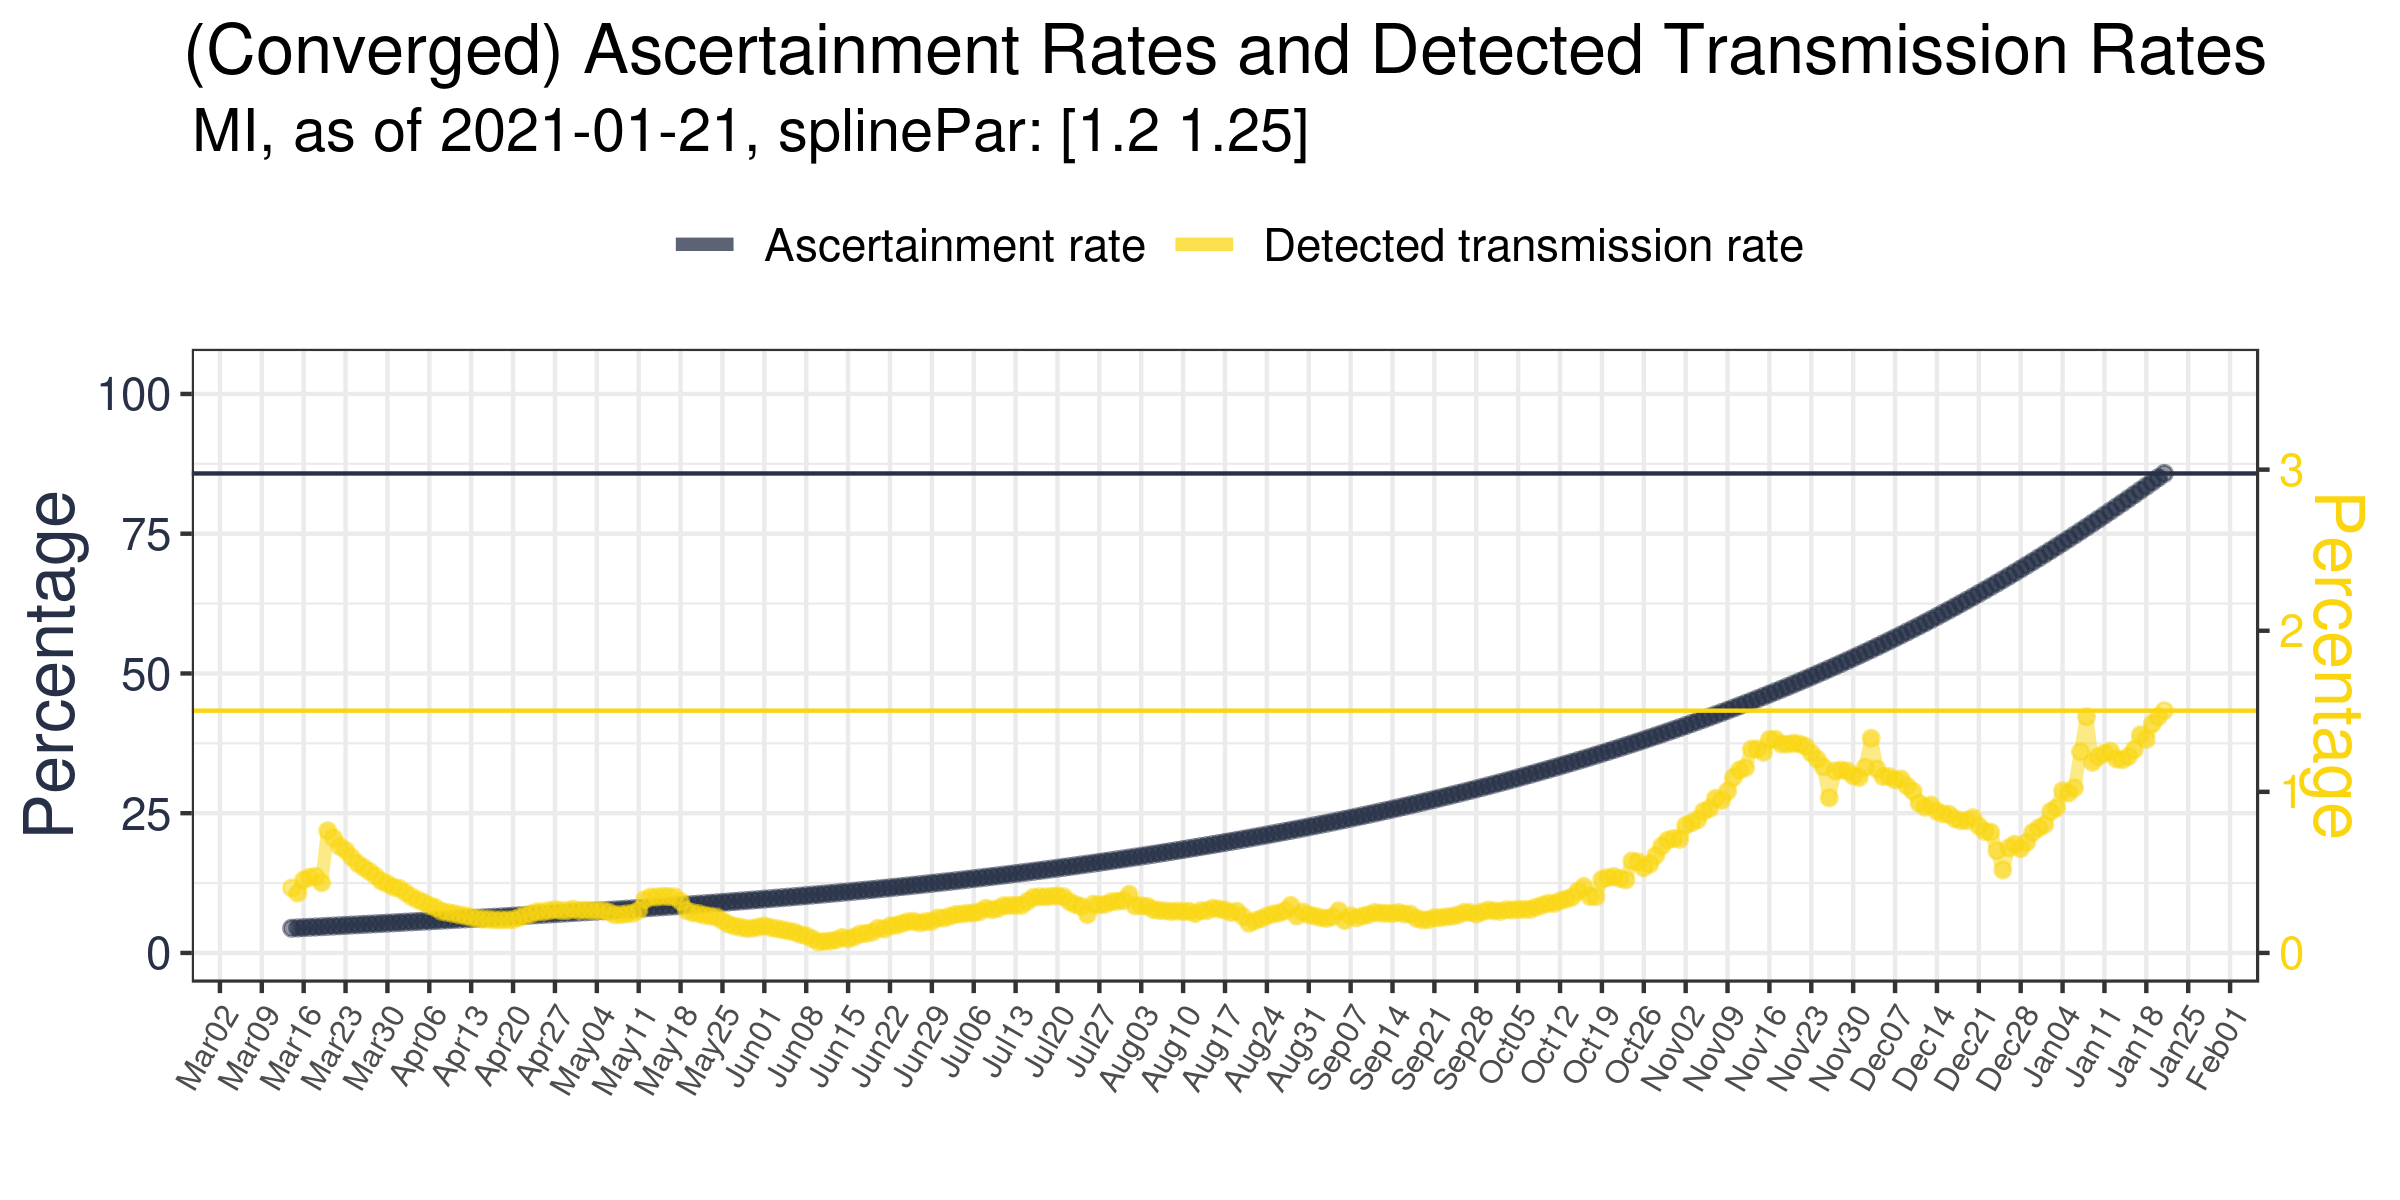 (Converged) Ascertainment Rates and Detected Transmission Rates
MI, as of 2021-01-21, splinePar: [1.2 1.25]
Ascertainment rate
Detected transmission rate
Percentage
100
75
50
25
0
3
2
1
0
Percentage
Mar02
Mar09
Mar16
Mar23
Mar30
Apr06
Apr13
Apr20
Apr27
May04
May11
May18
May25
Jun01
Jun08
Jun15
Jun22
Jun29
Jul06
Jul13
Jul20
Jul27
Aug03
Aug10
Aug17
Aug24
Aug31
Sep07
Sep14
Sep21
Sep28
Oct05
Oct12
Oct19
Oct26
Nov02
Nov09
Nov16
Nov23
Nov30
Dec07
Dec14
Dec21
Dec28
Jan04
Jan11
Jan18
Jan25
Feb01